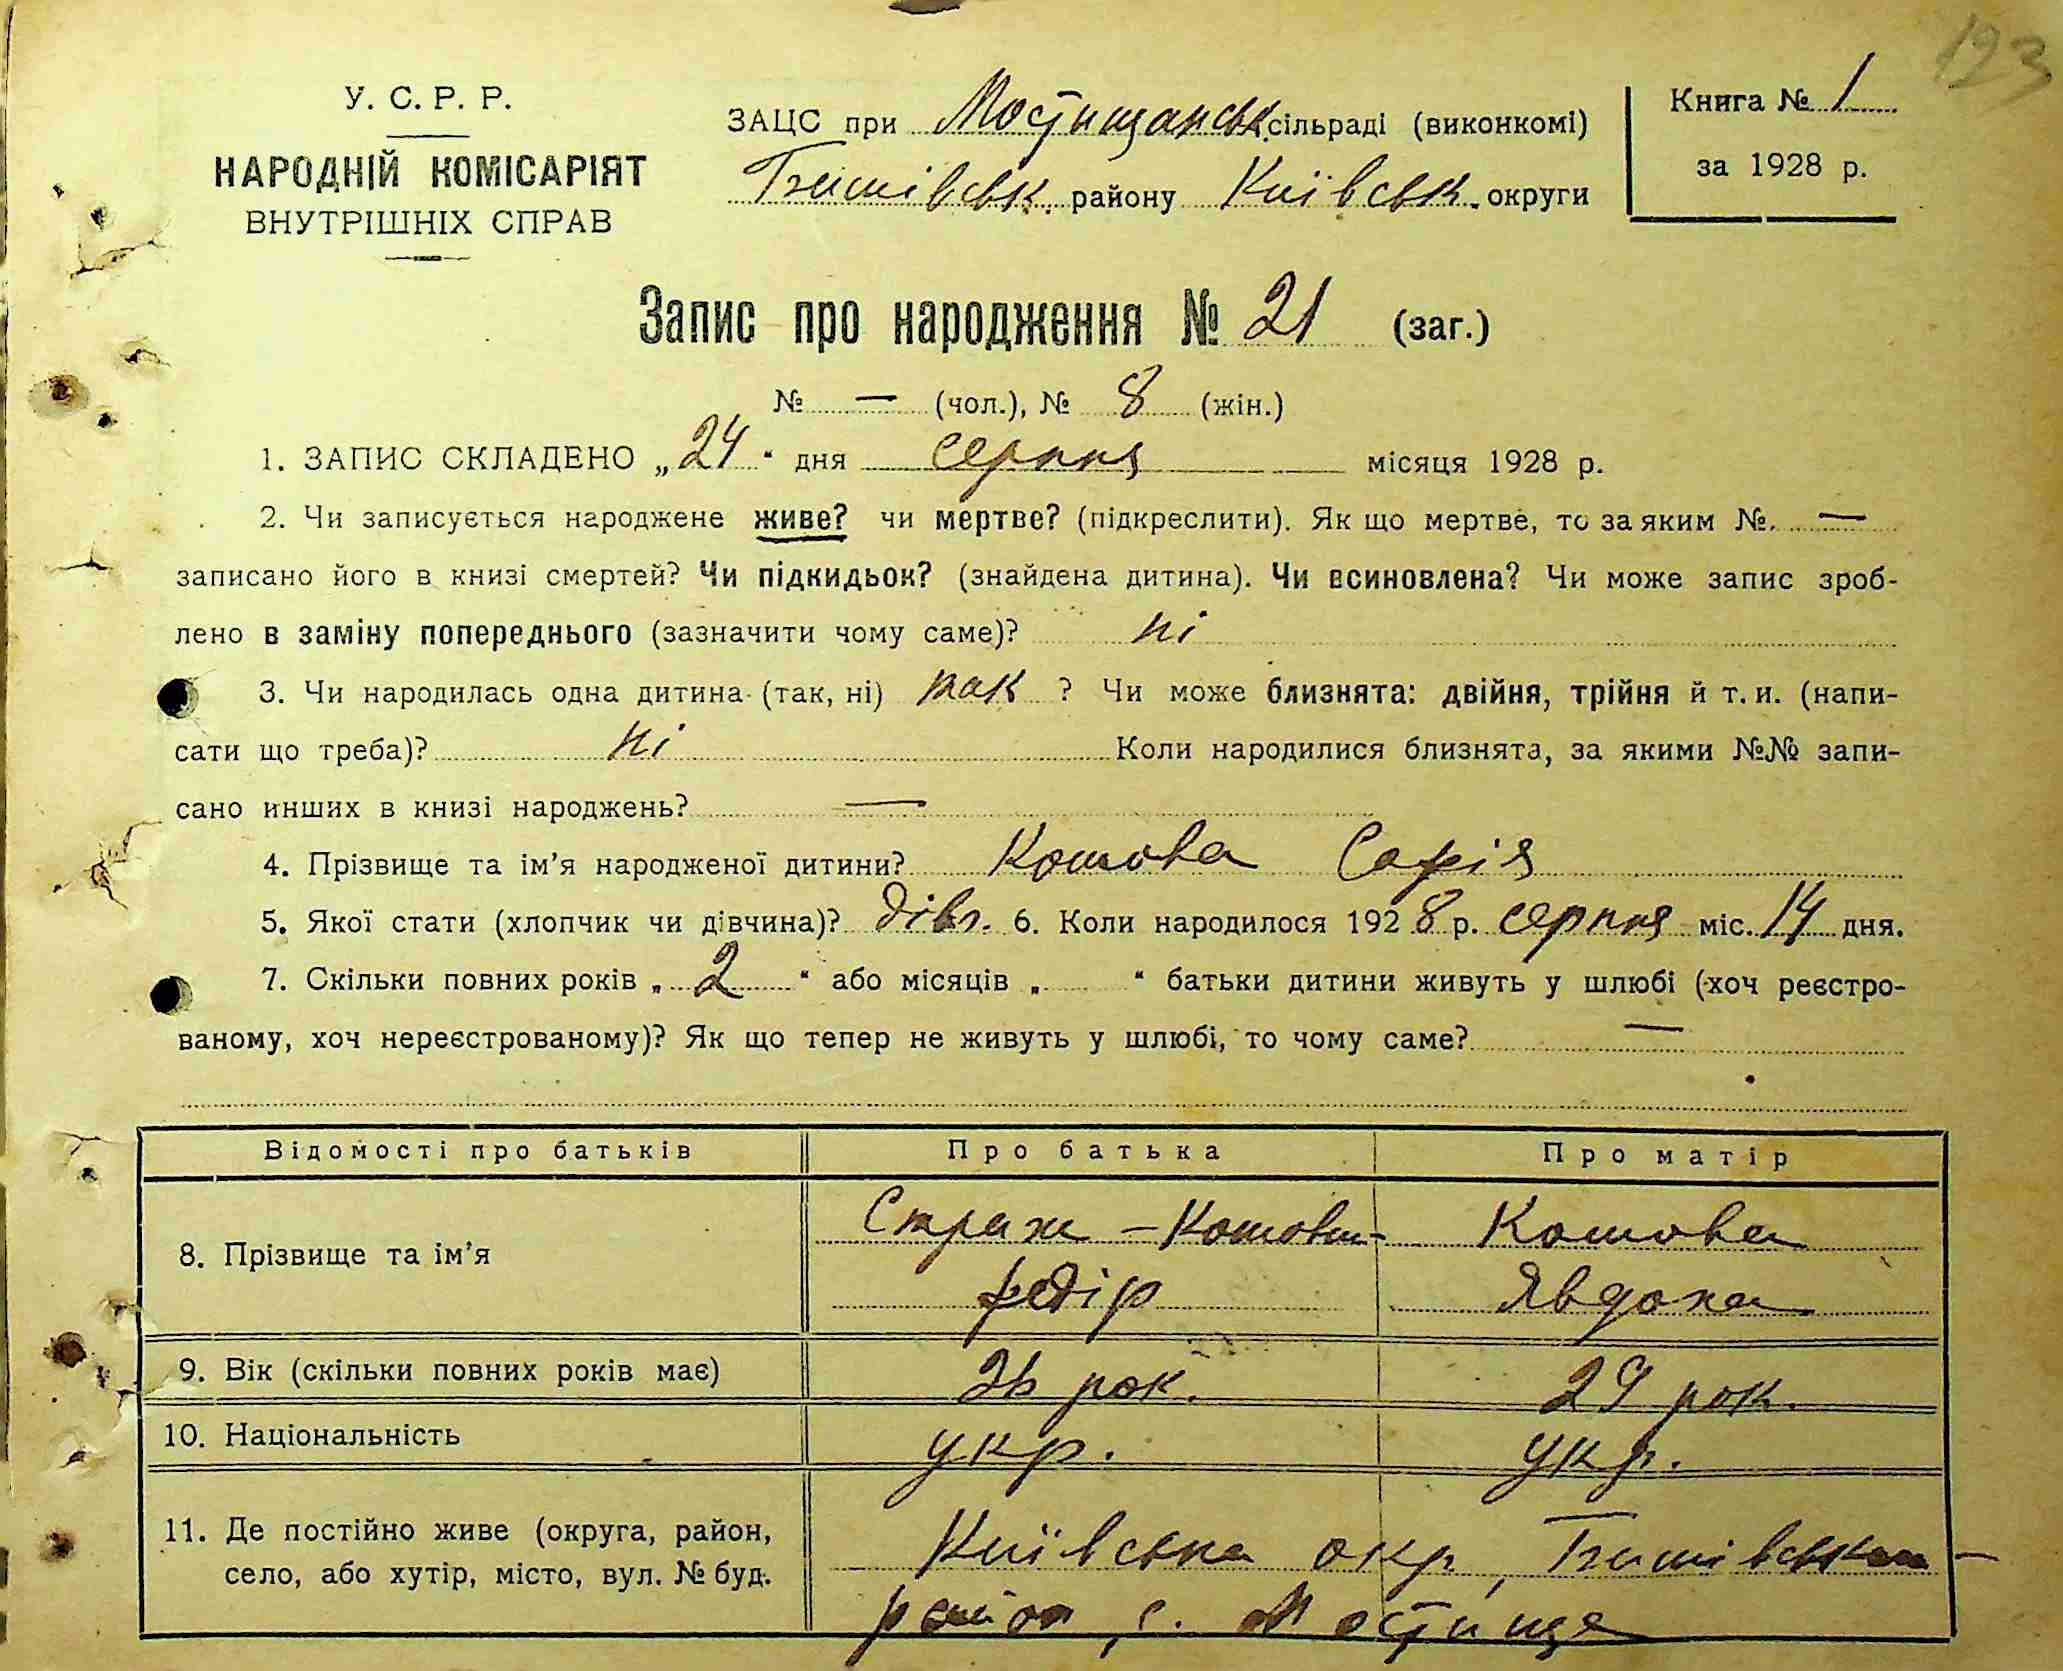 123
У. С. Р. Р.
НАРОДНІЙ КОМІСАРІЯТ
ВНУТРІШНІХ СПРАВ
ЗАЦС при Мостищанськ. сільраді (виконкомі)
Бишівськ. району Київськ. округи
Книга № 1
за 1928 р.
Запис про народження № 21 (заг.)
№ — (чол.), № 8 (жін.)
1. ЗАПИС СКЛАДЕНО „24" дня серпня місяця 1928 р.
2. Чи записується народжене живе? чи мертве? (підкреслити). Як що мертве, то за яким №. —
записано його в книзі смертей? Чи підкидьок? (знайдена дитина). Чи всиновлена? Чи може запис зроб-
лено в заміну попереднього (зазначити чому саме)? ні
3. Чи народилась одна дитина (так, ні) так ? Чи може близнята: двійня, трійня й т. и. (напи-
сати що треба)? ні Коли народилися близнята, за якими №№ запи-
сано инших в книзі народжень? —
4. Прізвище та ім'я народженої дитини? Котова Софія
5. Якої стати (хлопчик чи дівчина)? дівч. 6. Коли народилося 1928 р. серпня міс. 14 дня.
7. Скільки повних років „ 2 " або місяців „ " батьки дитини живуть у шлюбі (хоч реєстро-
ваному, хоч нереєстрованому)? Як що тепер не живуть у шлюбі, то чому саме? —
Відомості про батьків Про батька Про матір
8. Прізвище та ім'я
Котова
Федір Явдоха
9. Вік (скільки повних років має) 26 рок. 29 рок.
10. Національність укр. укр.
11. Де постійно живе (округа, район,
село, або хутір, місто, вул. № буд.
Київська окр, Бишівський
район, с. Мостище